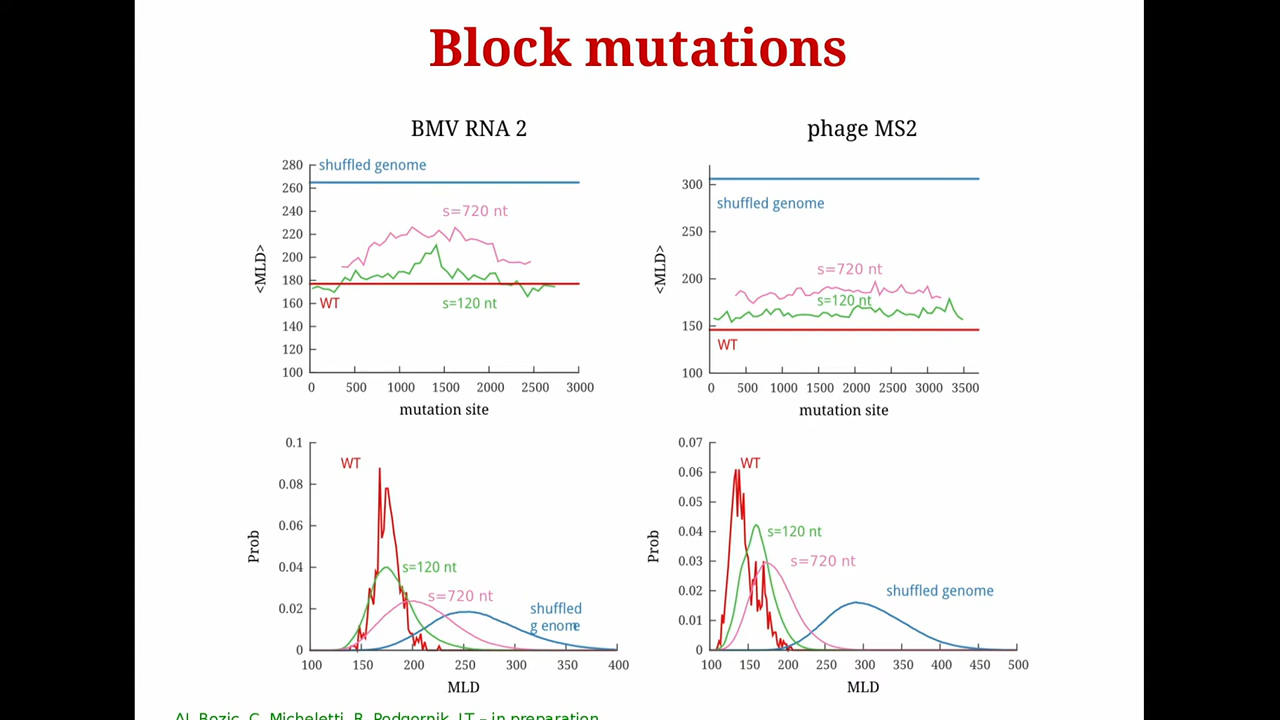 Block mutations
BMV RNA 2
phage MS2
280
260
240
220
200
180
160
140
120
100
<MLD>
shuffled genome
s=720 nt
WT
s=120 nt
0 500 1000 1500 2000 2500 3000
mutation site
300
250
200
150
100
<MLD>
shuffled genome
s=720 nt
s=120 nt
WT
0 500 1000 1500 2000 2500 3000 3500
mutation site
0.1
0.08
0.06
0.04
0.02
0
Prob
WT
s=120 nt
s=720 nt
shuffled
g enome
100 150 200 250 300 350 400
MLD
0.07
0.06
0.05
0.04
0.03
0.02
0.01
0
Prob
WT
s=120 nt
s=720 nt
shuffled genome
100 150 200 250 300 350 400 450 500
MLD
Bozic, C. Micheletti, R. Podgornik, LT – in preparation